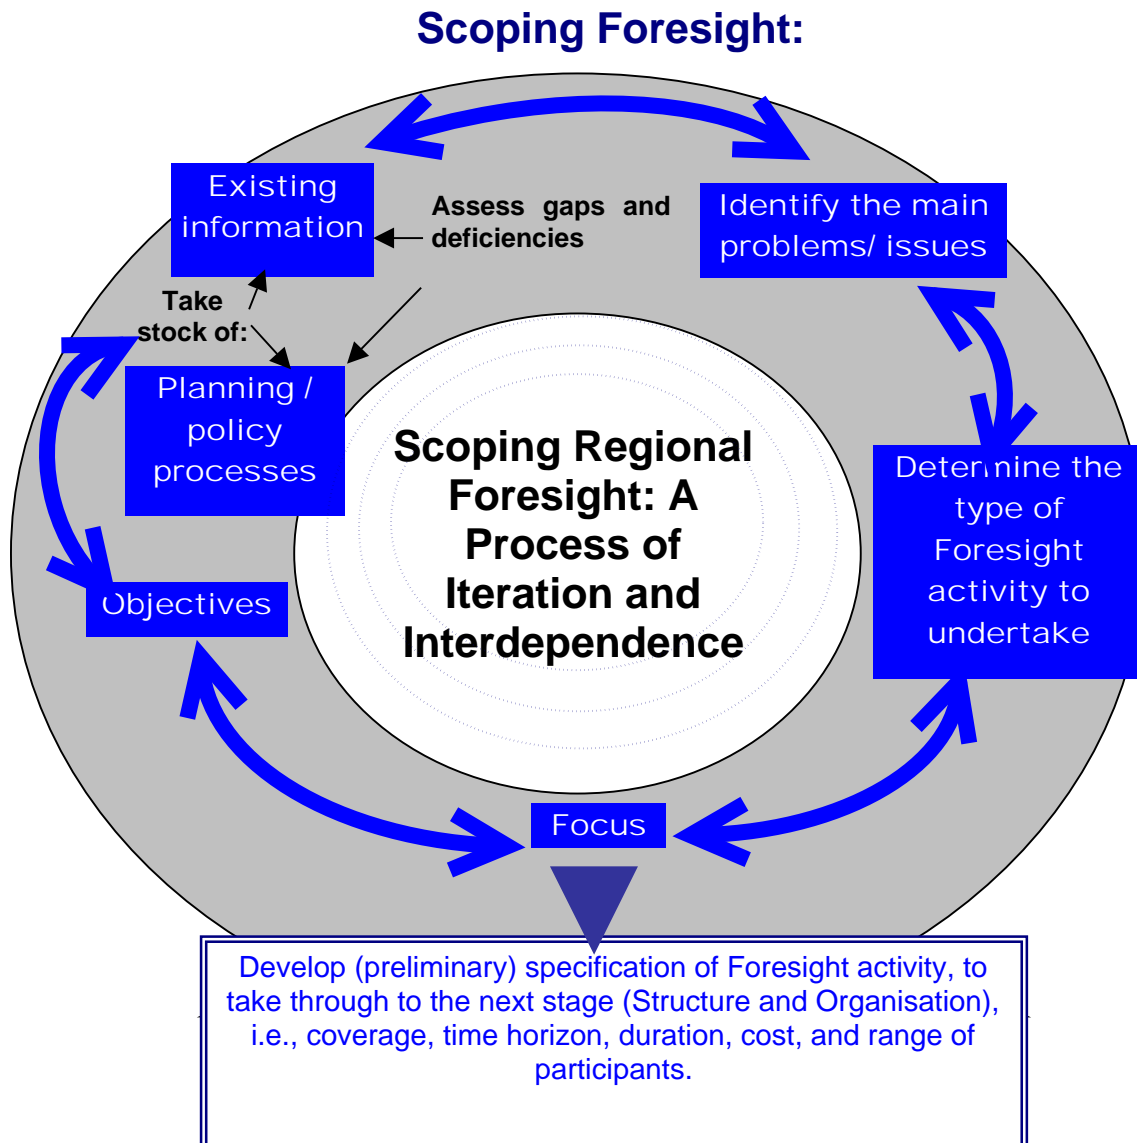 Scoping Foresight:
Existing
information
Assess gaps and
deficiencies
Identify the main
problems/ issues
Take
stock of:
Planning /
policy
processes
Scoping Regional
Foresight: A
Process of
Iteration and
Interdependence
Determine the
type of
Foresight
activity to
undertake
Objectives
Focus
Develop (preliminary) specification of Foresight activity, to
take through to the next stage (Structure and Organisation),
i.e., coverage, time horizon, duration, cost, and range of
participants.